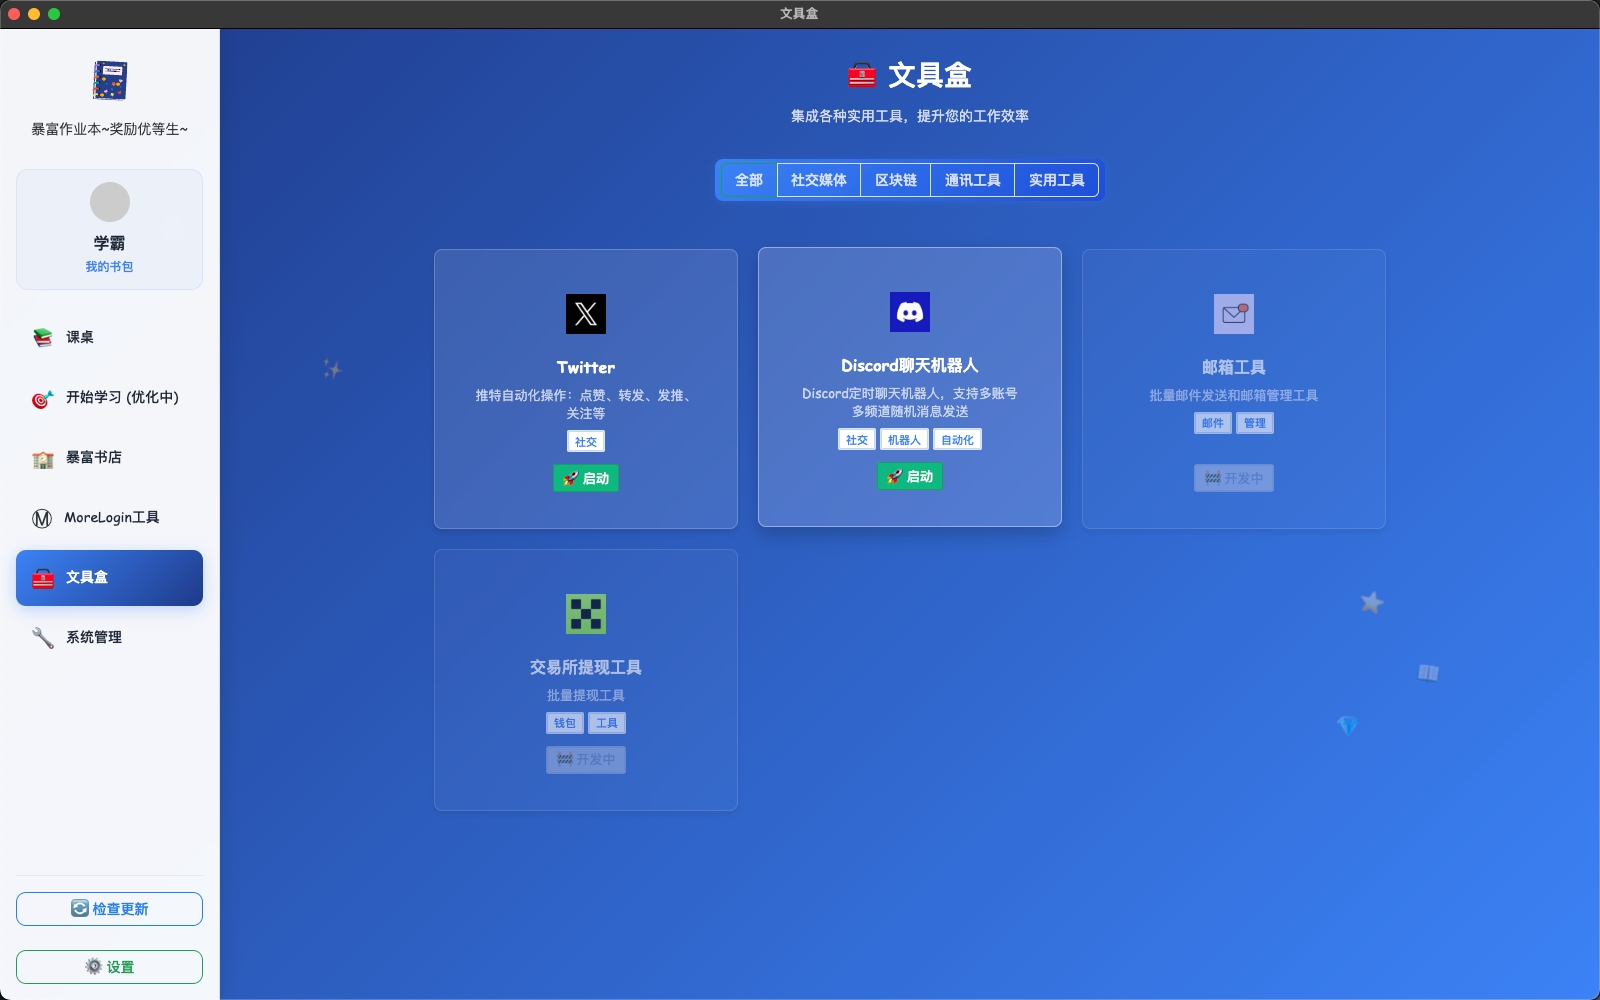 文具盒
暴富作业本~奖励优等生~
学霸
我的书包
课桌
开始学习 (优化中)
暴富书店
MoreLogin工具
文具盒
系统管理
检查更新
设置
文具盒
集成各种实用工具，提升您的工作效率
全部 社交媒体 区块链 通讯工具 实用工具
Twitter
推特自动化操作：点赞、转发、发推、
关注等
社交
启动
Discord聊天机器人
Discord定时聊天机器人，支持多账号
多频道随机消息发送
社交 机器人 自动化
启动
邮箱工具
批量邮件发送和邮箱管理工具
邮件 管理
开发中
交易所提现工具
批量提现工具
钱包 工具
开发中